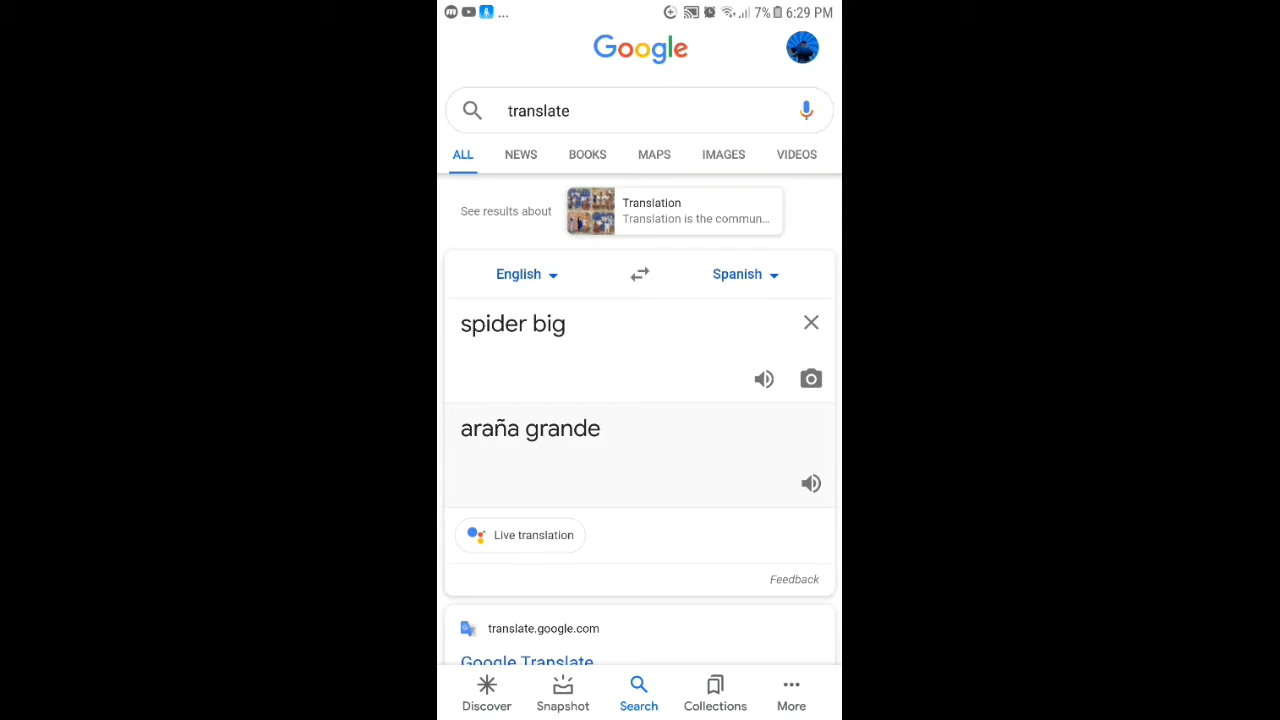 ... 7% 6:29 PM
Google
translate
ALL NEWS BOOKS MAPS IMAGES VIDEOS
See results about
Translation
Translation is the commun...
English Spanish
spider big
araña grande
Live translation
Feedback
translate.google.com
Google Translate
Discover Snapshot Search Collections More